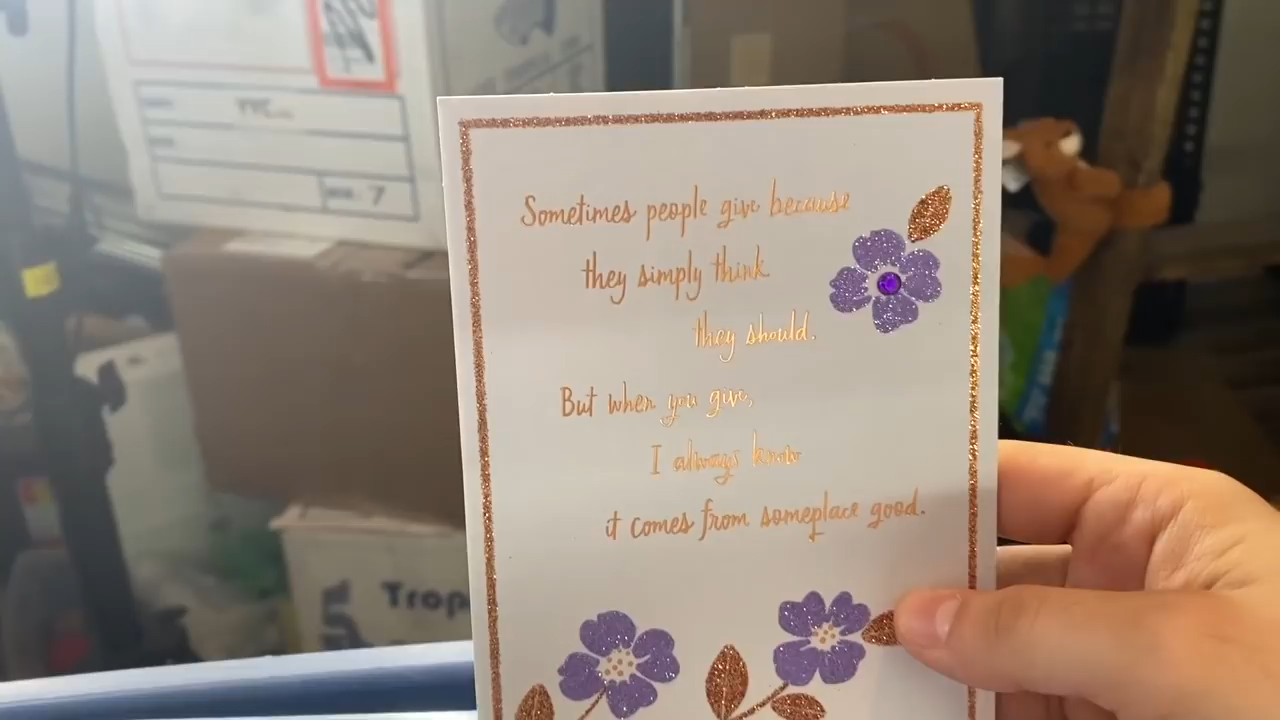 Sometimes people give because
they simply think
they should.
But when you give,
I always know
it comes from someplace good.
Trop